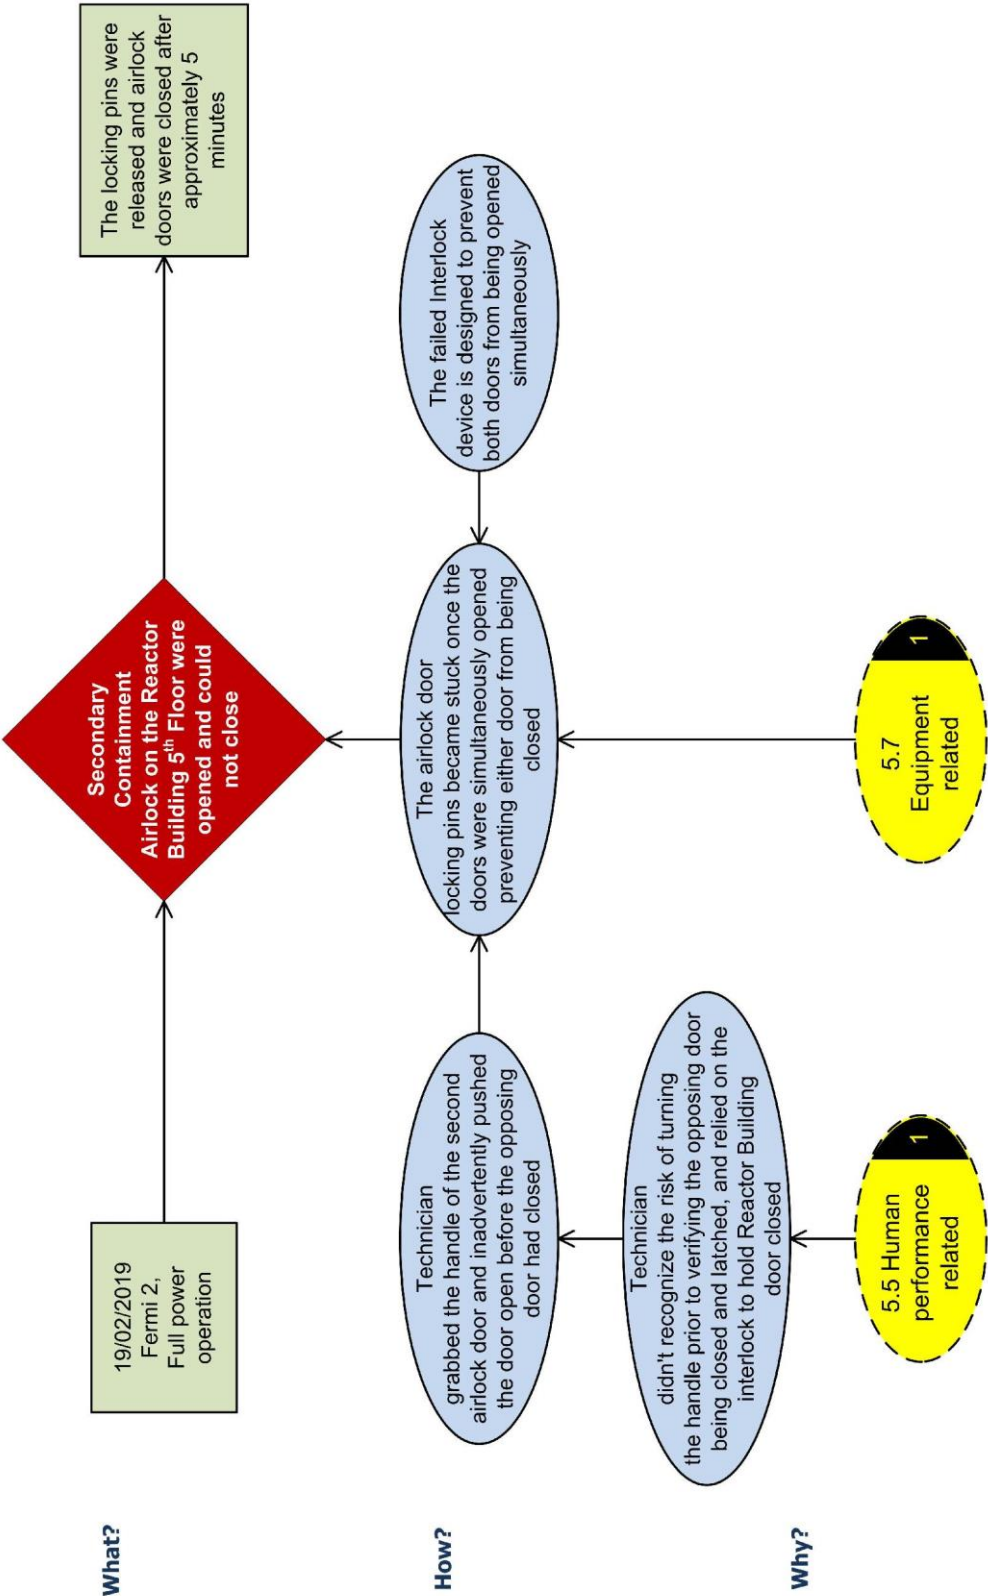 What?
19/02/2019
Fermi 2,
Full power
operation
Secondary
Containment
Airlock on the Reactor
Building 5th Floor were
opened and could
not close
The locking pins were
released and airlock
doors were closed after
approximately 5
minutes
How?
Technician
grabbed the handle of the second
airlock door and inadvertently pushed
the door open before the opposing
door had closed
The airlock door
locking pins became stuck once the
doors were simultaneously opened
preventing either door from being
closed
The failed Interlock
device is designed to prevent
both doors from being opened
simultaneously
Why?
Technician
didn't recognize the risk of turning
the handle prior to verifying the opposing door
being closed and latched, and relied on the
interlock to hold Reactor Building
door closed
5.5 Human
performance
related
1
5.7
Equipment
related
1